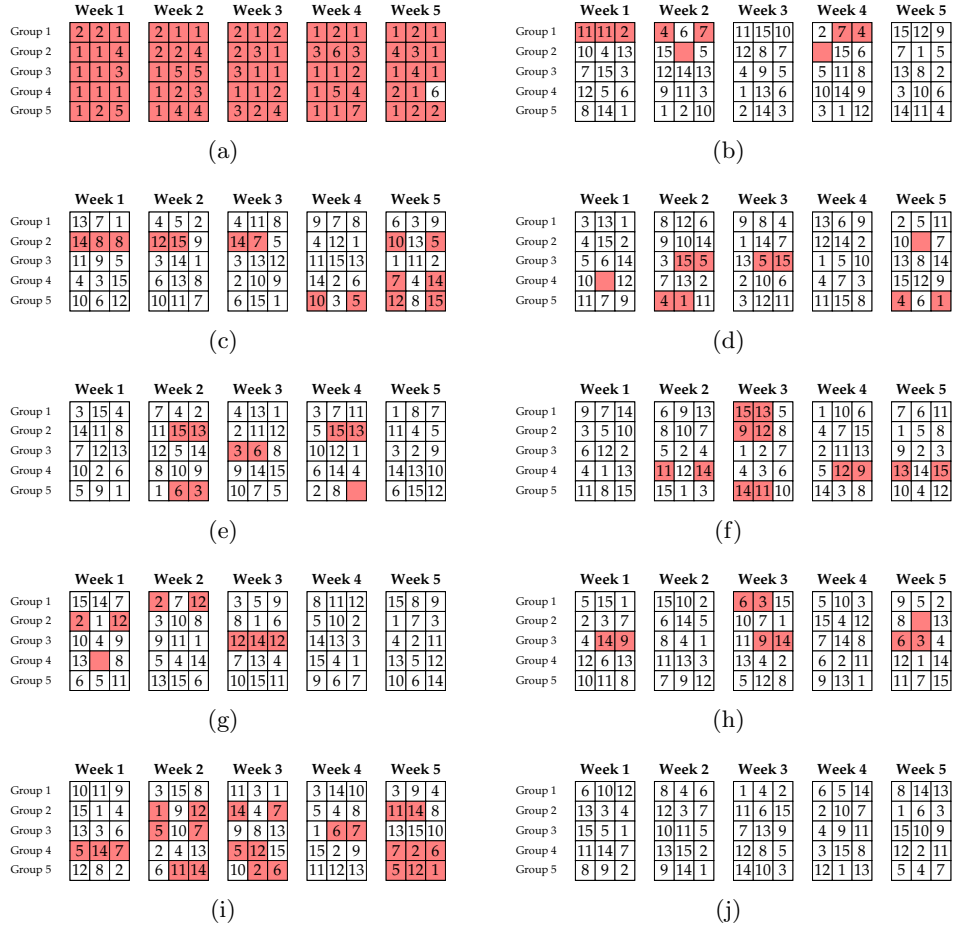 Week 1 Week 2 Week 3 Week 4 Week 5
Group 1 2 2 1 2 1 1 2 1 2 1 2 1 1 2 1
Group 2 1 1 4 2 2 4 2 3 1 3 6 3 4 3 1
Group 3 1 1 3 1 5 5 3 1 1 1 1 2 1 4 1
Group 4 1 1 1 1 2 3 1 1 2 1 5 4 2 1 6
Group 5 1 2 5 1 4 4 3 2 4 1 1 7 1 2 2
(a)
Week 1 Week 2 Week 3 Week 4 Week 5
Group 1 11 11 2 4 6 7 11 15 10 2 7 4 15 12 9
Group 2 10 4 13 15 5 12 8 7 15 6 7 1 5
Group 3 7 15 3 12 14 13 4 9 5 5 11 8 13 8 2
Group 4 12 5 6 9 11 3 1 13 6 10 14 9 3 10 6
Group 5 8 14 1 1 2 10 2 14 3 3 1 12 14 11 4
(b)
Week 1 Week 2 Week 3 Week 4 Week 5
Group 1 13 7 1 4 5 2 4 11 8 9 7 8 6 3 9
Group 2 14 8 8 12 15 9 14 7 5 4 12 1 10 13 5
Group 3 11 9 5 3 14 1 3 13 12 11 15 13 1 11 2
Group 4 4 3 15 6 13 8 2 10 9 14 2 6 7 4 14
Group 5 10 6 12 10 11 7 6 15 1 10 3 5 12 8 15
(c)
Week 1 Week 2 Week 3 Week 4 Week 5
Group 1 3 13 1 8 12 6 9 8 4 13 6 9 2 5 11
Group 2 4 15 2 9 10 14 1 14 7 12 14 2 10 7
Group 3 5 6 14 3 15 5 13 5 15 1 5 10 13 8 14
Group 4 10 12 7 13 2 2 10 6 4 7 3 15 12 9
Group 5 11 7 9 4 1 11 3 12 11 11 15 8 4 6 1
(d)
Week 1 Week 2 Week 3 Week 4 Week 5
Group 1 3 15 4 7 4 2 4 13 1 3 7 11 1 8 7
Group 2 14 11 8 11 15 13 2 11 12 5 15 13 11 4 5
Group 3 7 12 13 12 5 14 3 6 8 10 12 1 3 2 9
Group 4 10 2 6 8 10 9 9 14 15 6 14 4 14 13 10
Group 5 5 9 1 1 6 3 10 7 5 2 8 6 15 12
(e)
Week 1 Week 2 Week 3 Week 4 Week 5
Group 1 9 7 14 6 9 13 15 13 5 1 10 6 7 6 11
Group 2 3 5 10 8 10 7 9 12 8 4 7 15 1 5 8
Group 3 6 12 2 5 2 4 1 2 7 2 11 13 9 2 3
Group 4 4 1 13 11 12 14 4 3 6 5 12 9 13 14 15
Group 5 11 8 15 15 1 3 14 11 10 14 3 8 10 4 12
(f)
Week 1 Week 2 Week 3 Week 4 Week 5
Group 1 15 14 7 2 7 12 3 5 9 8 11 12 15 8 9
Group 2 2 1 12 3 10 8 8 1 6 5 10 2 1 7 3
Group 3 10 4 9 9 11 1 12 14 12 14 13 3 4 2 11
Group 4 13 8 5 4 14 7 13 4 15 4 1 13 5 12
Group 5 6 5 11 13 15 6 10 15 11 9 6 7 10 6 14
(g)
Week 1 Week 2 Week 3 Week 4 Week 5
Group 1 5 15 1 15 10 2 6 3 15 5 10 3 9 5 2
Group 2 2 3 7 6 14 5 10 7 1 15 4 12 8 13
Group 3 4 14 9 8 4 1 11 9 14 7 14 8 6 3 4
Group 4 12 6 13 11 13 3 13 4 2 6 2 11 12 1 14
Group 5 10 11 8 7 9 12 5 12 8 9 13 1 11 7 15
(h)
Week 1 Week 2 Week 3 Week 4 Week 5
Group 1 10 11 9 3 15 8 11 3 1 3 14 10 3 9 4
Group 2 15 1 4 1 9 12 14 4 7 5 4 8 11 14 8
Group 3 13 3 6 5 10 7 9 8 13 1 6 7 13 15 10
Group 4 5 14 7 2 4 13 5 12 15 15 2 9 7 2 6
Group 5 12 8 2 6 11 14 10 2 6 11 12 13 5 12 1
(i)
Week 1 Week 2 Week 3 Week 4 Week 5
Group 1 6 10 12 8 4 6 1 4 2 6 5 14 8 14 13
Group 2 13 3 4 12 3 7 11 6 15 2 10 7 1 6 3
Group 3 15 5 1 10 11 5 7 13 9 4 9 11 15 10 9
Group 4 11 14 7 13 15 2 12 8 5 3 15 8 12 2 11
Group 5 8 9 2 9 14 1 14 10 3 12 1 13 5 4 7
(j)